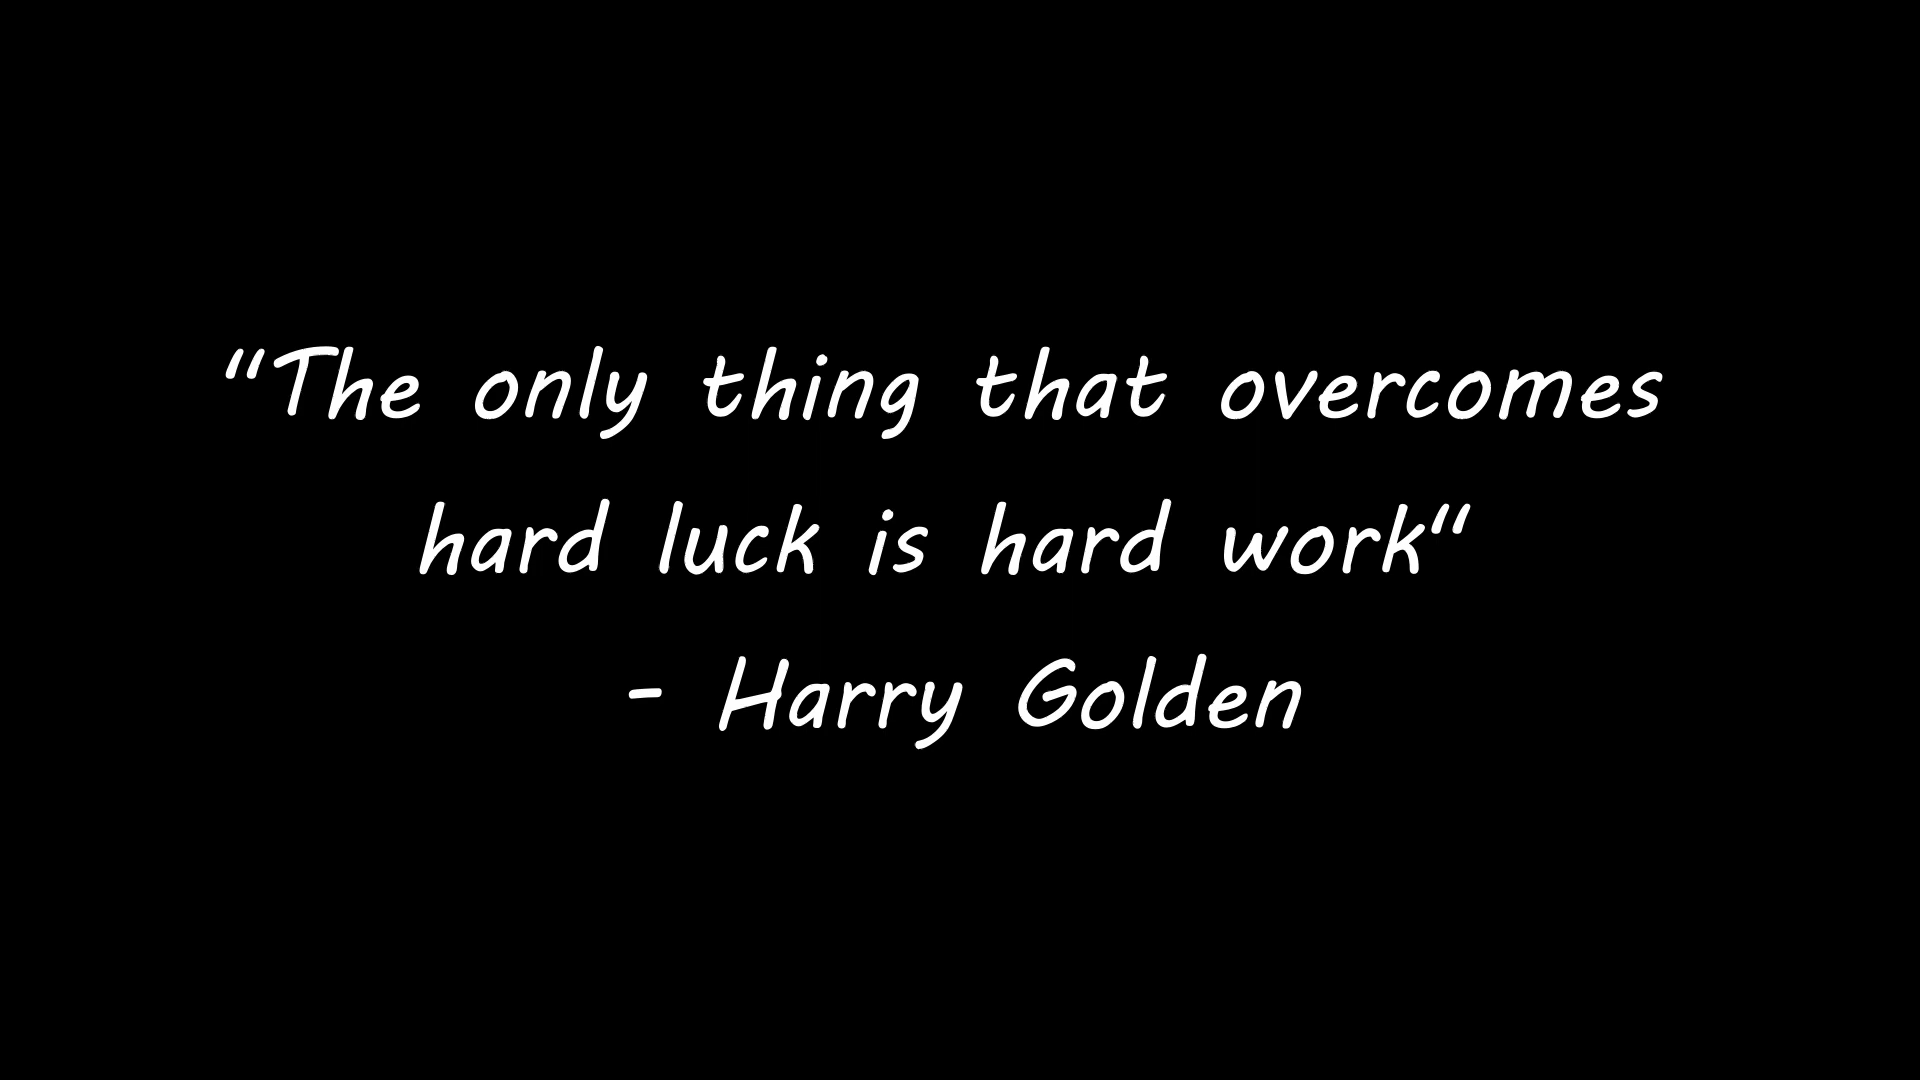 “The only thing that overcomes
hard luck is hard work“
- Harry Golden